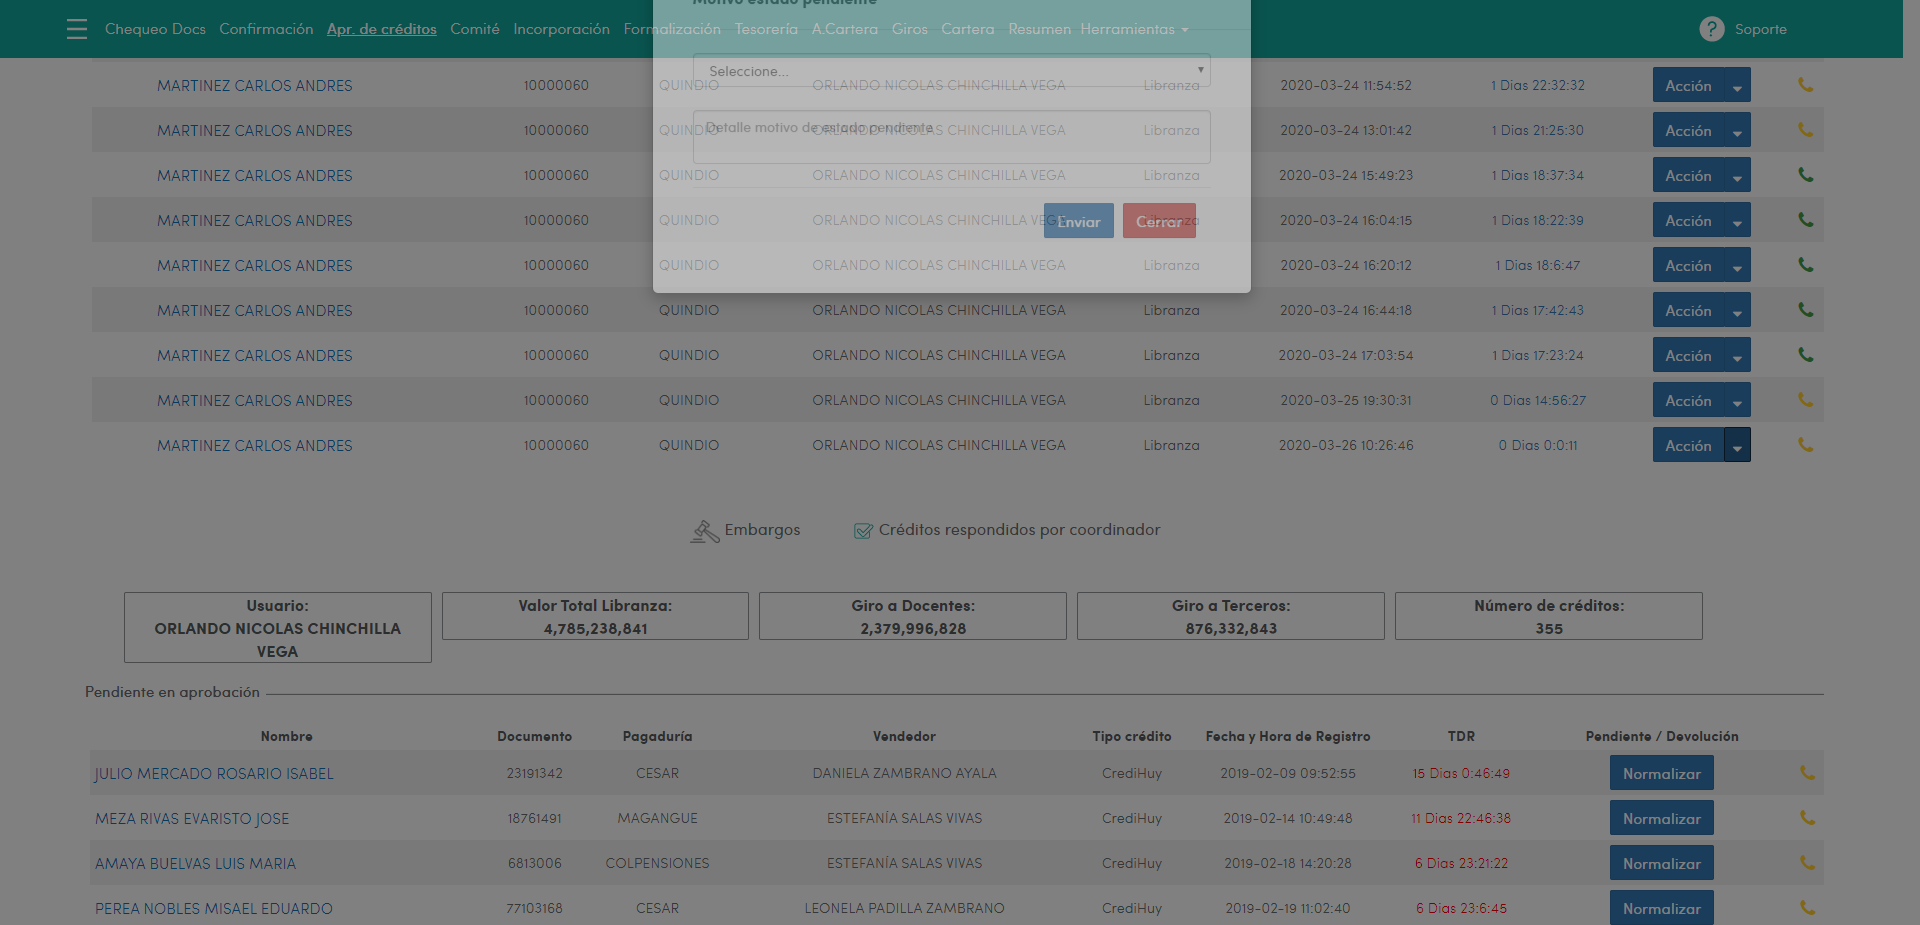 Motivo estado pendiente
Chequeo Docs Confirmación Apr. de créditos Comité Incorporación Formalización Tesorería A.Cartera Giros Cartera Resumen Herramientas ? Soporte
Seleccione...
MARTINEZ CARLOS ANDRES 10000060 QUINDIO ORLANDO NICOLAS CHINCHILLA VEGA Libranza 2020-03-24 11:54:52 1 Dias 22:32:32 Acción
Detalle motivo de estado pendiente
MARTINEZ CARLOS ANDRES 10000060 QUINDIO ORLANDO NICOLAS CHINCHILLA VEGA Libranza 2020-03-24 13:01:42 1 Dias 21:25:30 Acción
MARTINEZ CARLOS ANDRES 10000060 QUINDIO ORLANDO NICOLAS CHINCHILLA VEGA Libranza 2020-03-24 15:49:23 1 Dias 18:37:34 Acción
MARTINEZ CARLOS ANDRES 10000060 QUINDIO ORLANDO NICOLAS CHINCHILLA VEGA Libranza 2020-03-24 16:04:15 1 Dias 18:22:39 Acción
Enviar Cerrar
MARTINEZ CARLOS ANDRES 10000060 QUINDIO ORLANDO NICOLAS CHINCHILLA VEGA Libranza 2020-03-24 16:20:12 1 Dias 18:6:47 Acción
MARTINEZ CARLOS ANDRES 10000060 QUINDIO ORLANDO NICOLAS CHINCHILLA VEGA Libranza 2020-03-24 16:44:18 1 Dias 17:42:43 Acción
MARTINEZ CARLOS ANDRES 10000060 QUINDIO ORLANDO NICOLAS CHINCHILLA VEGA Libranza 2020-03-24 17:03:54 1 Dias 17:23:24 Acción
MARTINEZ CARLOS ANDRES 10000060 QUINDIO ORLANDO NICOLAS CHINCHILLA VEGA Libranza 2020-03-25 19:30:31 0 Dias 14:56:27 Acción
MARTINEZ CARLOS ANDRES 10000060 QUINDIO ORLANDO NICOLAS CHINCHILLA VEGA Libranza 2020-03-26 10:26:46 0 Dias 0:0:11 Acción
Embargos Créditos respondidos por coordinador
Usuario: Valor Total Libranza: Giro a Docentes: Giro a Terceros: Número de créditos:
ORLANDO NICOLAS CHINCHILLA 4,785,238,841 2,379,996,828 876,332,843 355
VEGA
Pendiente en aprobación
Nombre Documento Pagaduría Vendedor Tipo crédito Fecha y Hora de Registro TDR Pendiente / Devolución
JULIO MERCADO ROSARIO ISABEL 23191342 CESAR DANIELA ZAMBRANO AYALA CrediHuy 2019-02-09 09:52:55 15 Dias 0:46:49 Normalizar
MEZA RIVAS EVARISTO JOSE 18761491 MAGANGUE ESTEFANÍA SALAS VIVAS CrediHuy 2019-02-14 10:49:48 11 Dias 22:46:38 Normalizar
AMAYA BUELVAS LUIS MARIA 6813006 COLPENSIONES ESTEFANÍA SALAS VIVAS CrediHuy 2019-02-18 14:20:28 6 Dias 23:21:22 Normalizar
PEREA NOBLES MISAEL EDUARDO 77103168 CESAR LEONELA PADILLA ZAMBRANO CrediHuy 2019-02-19 11:02:40 6 Dias 23:6:45 Normalizar